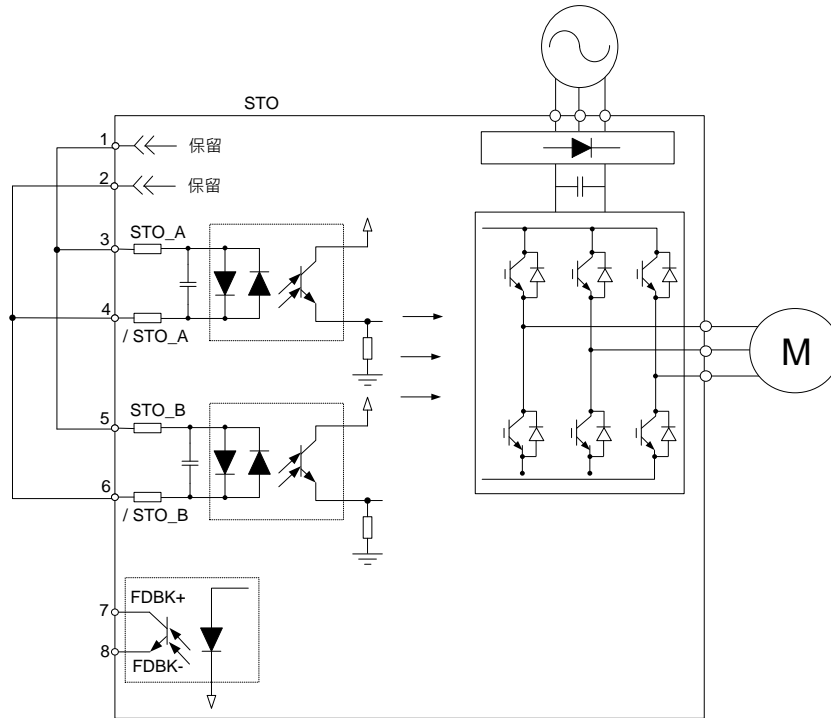 STO
1
保留
2
保留
3
STO_A
4
/ STO_A
5
STO_B
6
/ STO_B
7
FDBK+
8
FDBK-
M